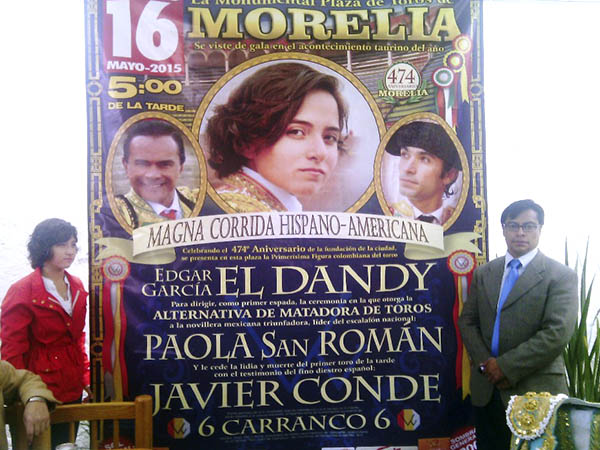 La Monumental Plaza de Toros de
MORELIA
16
MAYO-2015
5:00
DE LA TARDE
Se viste de gala en el acontecimiento taurino del año
474
ANIVERSARIO
MORELIA
MAGNA CORRIDA HISPANO-AMERICANA
Celebrando el 474º Aniversario de la fundación de la ciudad,
se presenta en esta plaza la Primerísima Figura colombiana del toreo
EDGAR GARCÍA EL DANDY
Para dirigir, como primer espada, la ceremonia en la que otorga la
ALTERNATIVA DE MATADORA DE TOROS
a la novillera mexicana triunfadora, líder del escalafón nacional:
PAOLA SAN ROMÁN
Y le cede la lidia y muerte del primer toro de la tarde
con el testimonio del fino diestro español:
JAVIER CONDE
6 CARRANCO 6
SOMBRA
GENERAL